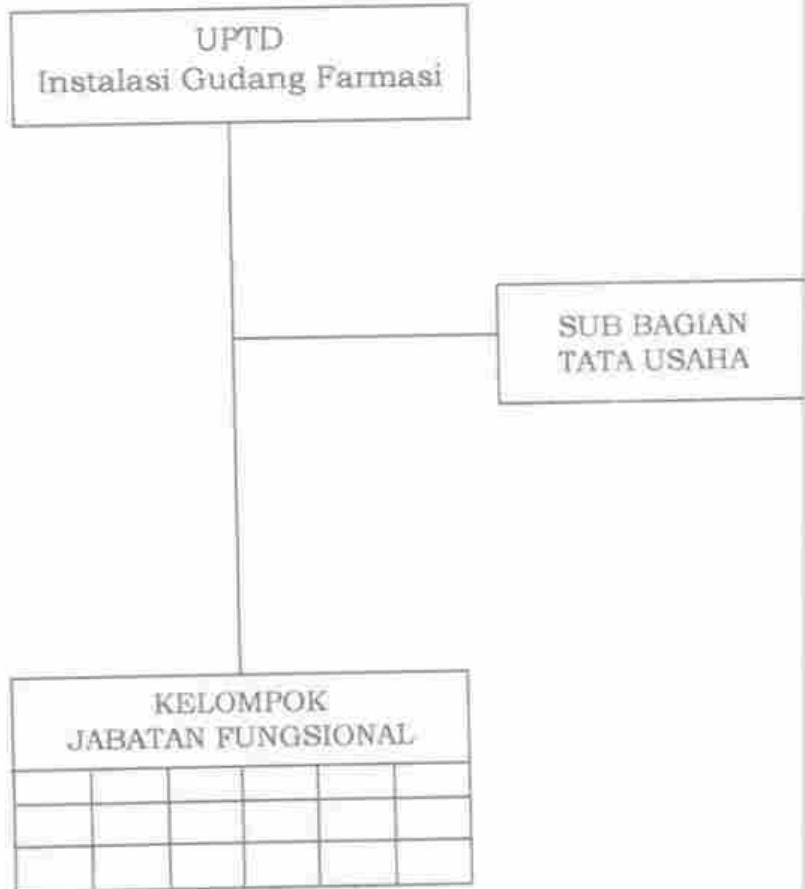 UPTD
Instalasi Gudang Farmasi
SUB BAGIAN
TATA USAHA
KELOMPOK
JABATAN FUNGSIONAL